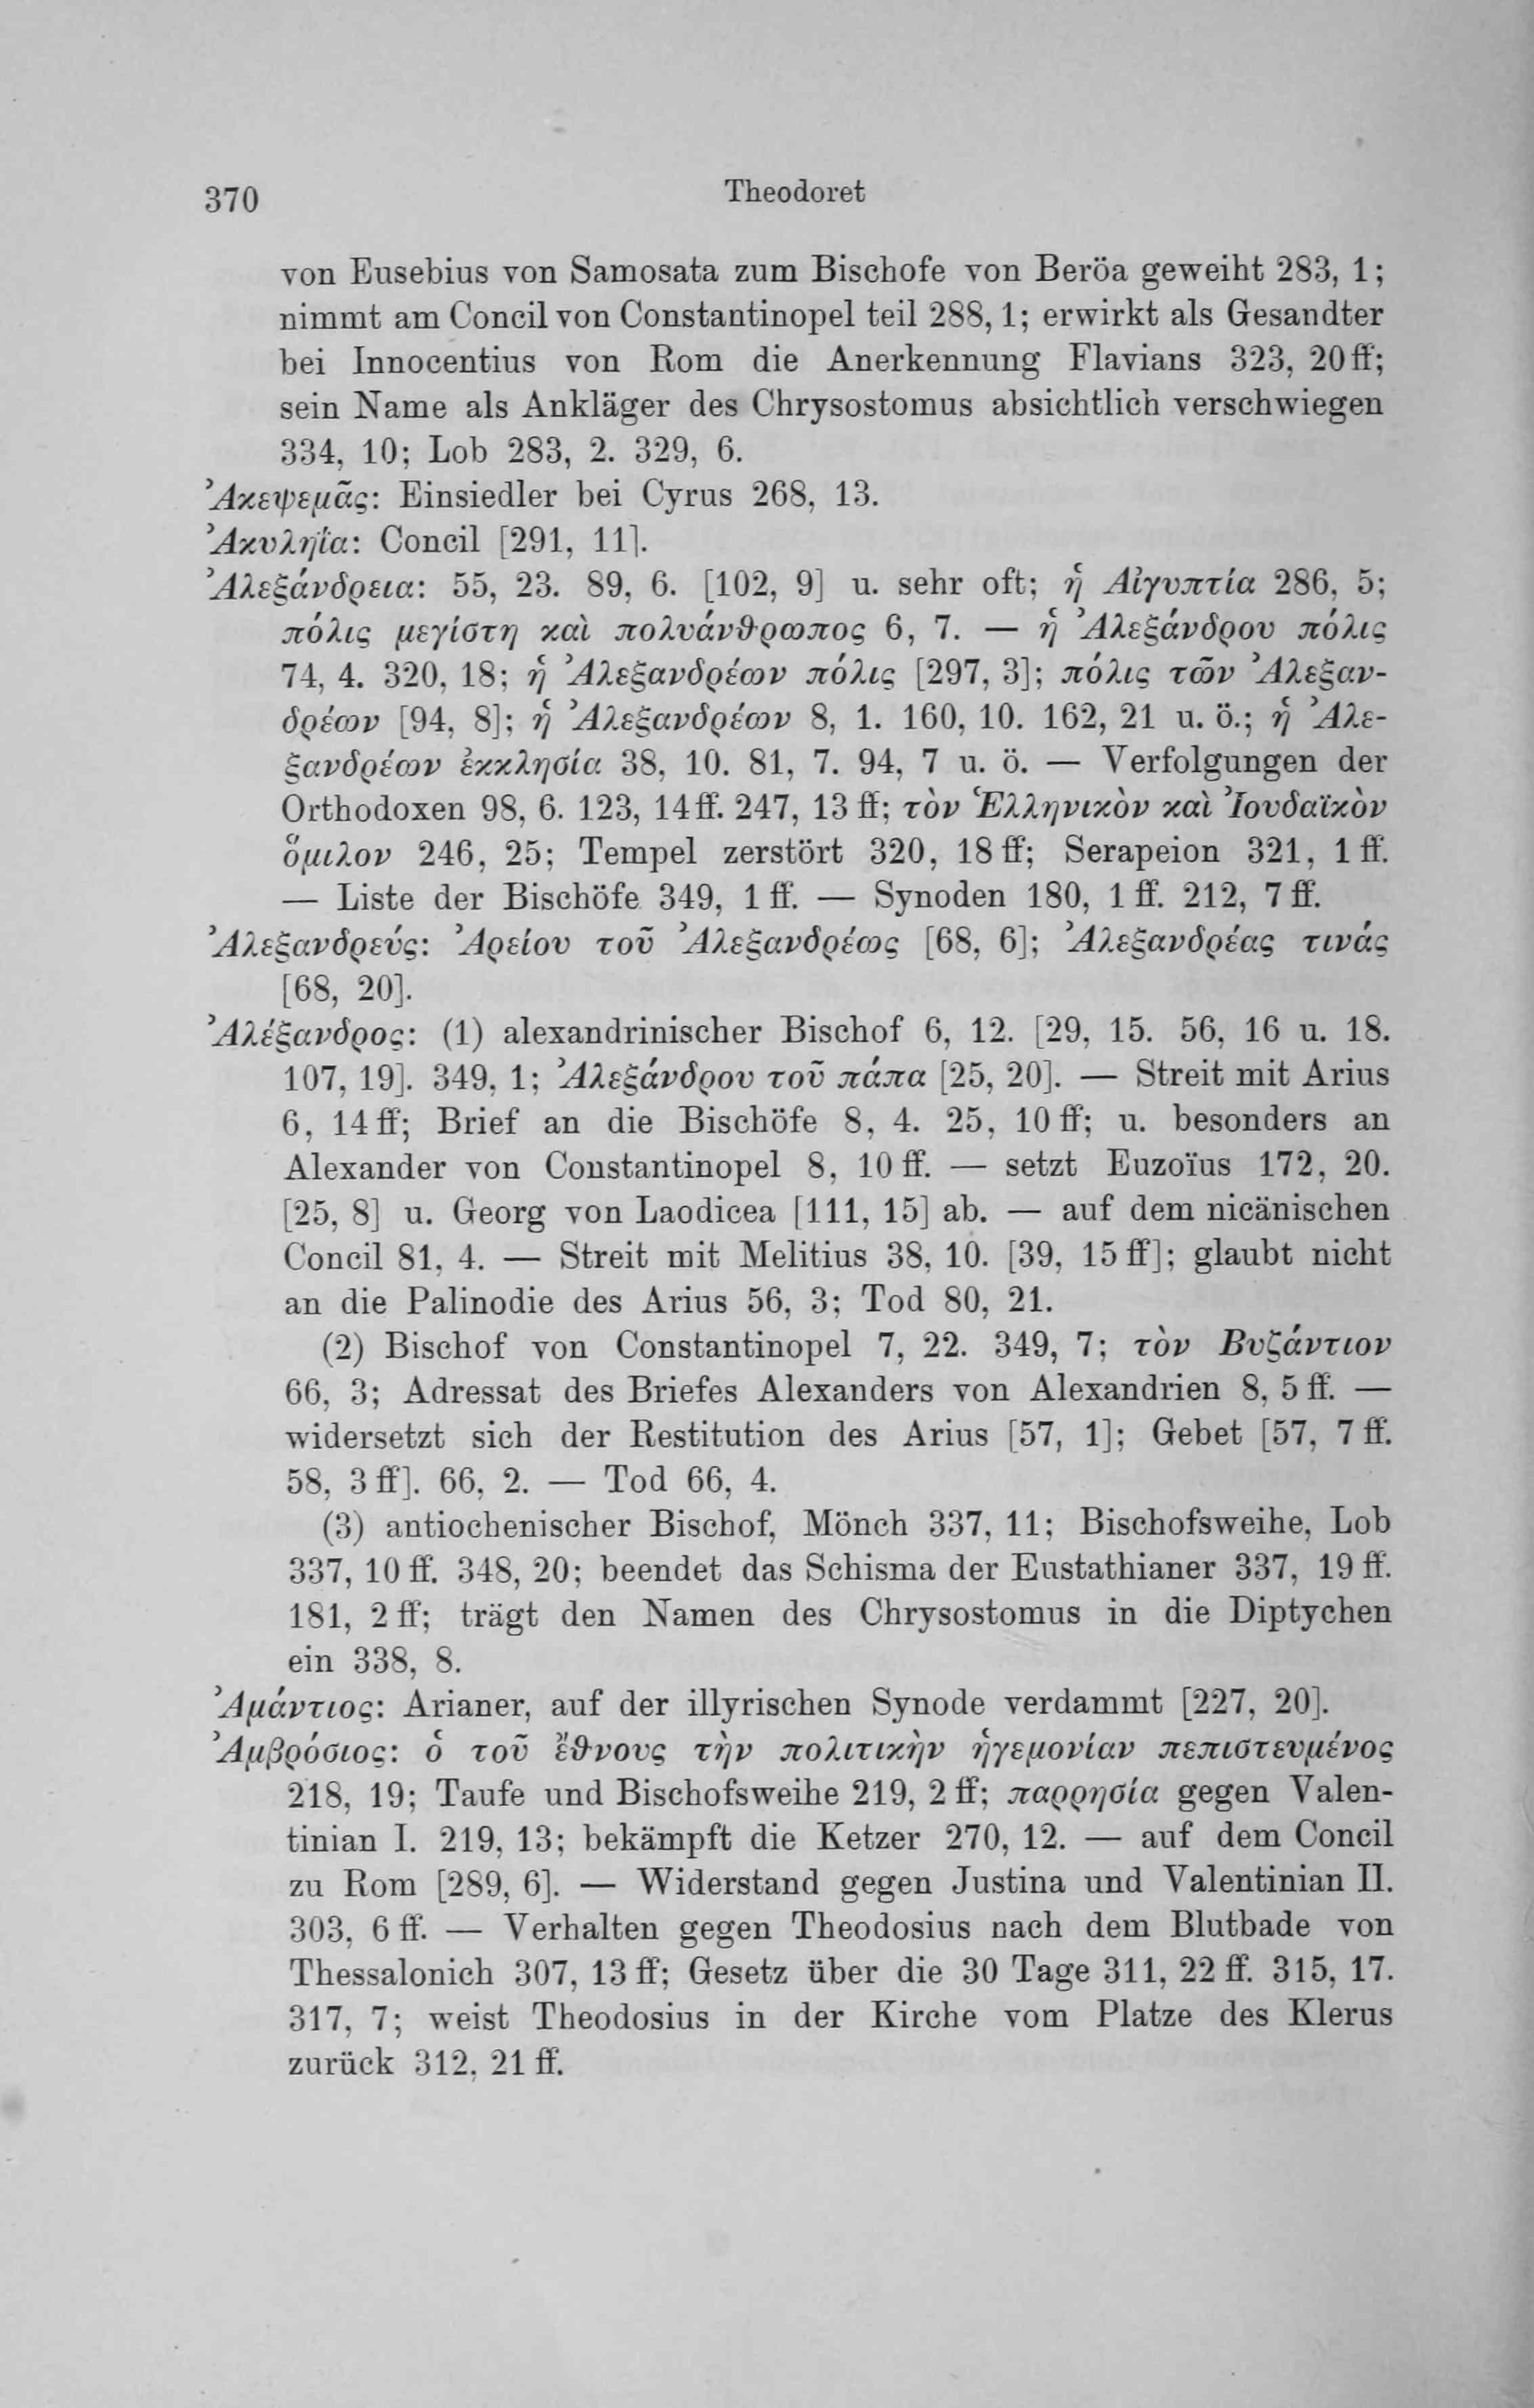 370
Theodoret
von Eusebius von Samosata zum Bischofe von Beröa geweiht 283, 1;
nimmt am Concil von Constantinopel teil 288, 1; erwirkt als Gesandter
bei Innocentius von Rom die Anerkennung Flavians 323, 20 ff;
sein Name als Ankläger des Chrysostomus absichtlich verschwiegen
334, 10; Lob 283, 2. 329, 6.
Ἀκεψεμᾶς: Einsiedler bei Cyrus 268, 13.
Ἀκυληΐα: Concil [291, 11].
Ἀλεξάνδρεια: 55, 23. 89, 6. [102, 9] u. sehr oft; ἡ Αἰγυπτία 286, 5;
πόλις μεγίστη καὶ πολυάνθρωπος 6, 7. — ἡ Ἀλεξάνδρου πόλις
74, 4. 320, 18; ἡ Ἀλεξανδρέων πόλις [297, 3]; πόλις τῶν Ἀλεξαν-
δρέων [94, 8]; ἡ Ἀλεξανδρέων 8, 1. 160, 10. 162, 21 u. ö.; ἡ Ἀλε-
ξανδρέων ἐκκλησία 38, 10. 81, 7. 94, 7 u. ö. — Verfolgungen der
Orthodoxen 98, 6. 123, 14 ff. 247, 13 ff; τὸν Ἑλληνικὸν καὶ Ἰουδαϊκὸν
ὅμιλον 246, 25; Tempel zerstört 320, 18 ff; Serapeion 321, 1 ff.
— Liste der Bischöfe 349, 1 ff. — Synoden 180, 1 ff. 212, 7 ff.
Ἀλεξανδρεύς: Ἀρείου τοῦ Ἀλεξανδρέως [68, 6]; Ἀλεξανδρέας τινάς
[68, 20].
Ἀλέξανδρος: (1) alexandrinischer Bischof 6, 12. [29, 15. 56, 16 u. 18.
107, 19]. 349, 1; Ἀλεξάνδρου τοῦ πάπα [25, 20]. — Streit mit Arius
6, 14 ff; Brief an die Bischöfe 8, 4. 25, 10 ff; u. besonders an
Alexander von Constantinopel 8, 10 ff. — setzt Euzoïus 172, 20.
[25, 8] u. Georg von Laodicea [111, 15] ab. — auf dem nicänischen
Concil 81, 4. — Streit mit Melitius 38, 10. [39, 15 ff]; glaubt nicht
an die Palinodie des Arius 56, 3; Tod 80, 21.
(2) Bischof von Constantinopel 7, 22. 349, 7; τὸν Βυζάντιον
66, 3; Adressat des Briefes Alexanders von Alexandrien 8, 5 ff. —
widersetzt sich der Restitution des Arius [57, 1]; Gebet [57, 7 ff.
58, 3 ff]. 66, 2. — Tod 66, 4.
(3) antiochenischer Bischof, Mönch 337, 11; Bischofsweihe, Lob
337, 10 ff. 348, 20; beendet das Schisma der Eustathianer 337, 19 ff.
181, 2 ff; trägt den Namen des Chrysostomus in die Diptychen
ein 338, 8.
Ἀμάντιος: Arianer, auf der illyrischen Synode verdammt [227, 20].
Ἀμβρόσιος: ὁ τοῦ ἔθνους τὴν πολιτικὴν ἡγεμονίαν πεπιστευμένος
218, 19; Taufe und Bischofsweihe 219, 2 ff; παρρησία gegen Valen-
tinian I. 219, 13; bekämpft die Ketzer 270, 12. — auf dem Concil
zu Rom [289, 6]. — Widerstand gegen Justina und Valentinian II.
303, 6 ff. — Verhalten gegen Theodosius nach dem Blutbade von
Thessalonich 307, 13 ff; Gesetz über die 30 Tage 311, 22 ff. 315, 17.
317, 7; weist Theodosius in der Kirche vom Platze des Klerus
zurück 312, 21 ff.